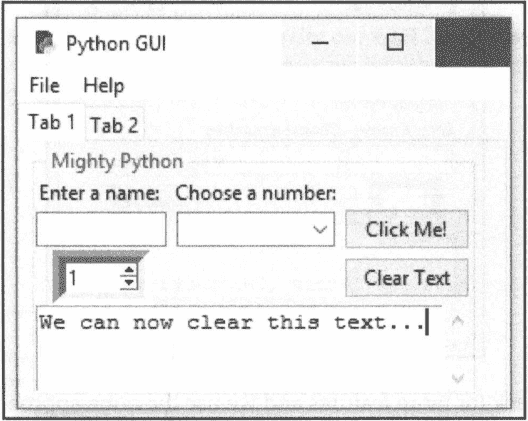 Python GUI
File Help
Tab 1 Tab 2
Mighty Python
Enter a name: Choose a number:
Click Me!
1 Clear Text
We can now clear this text...